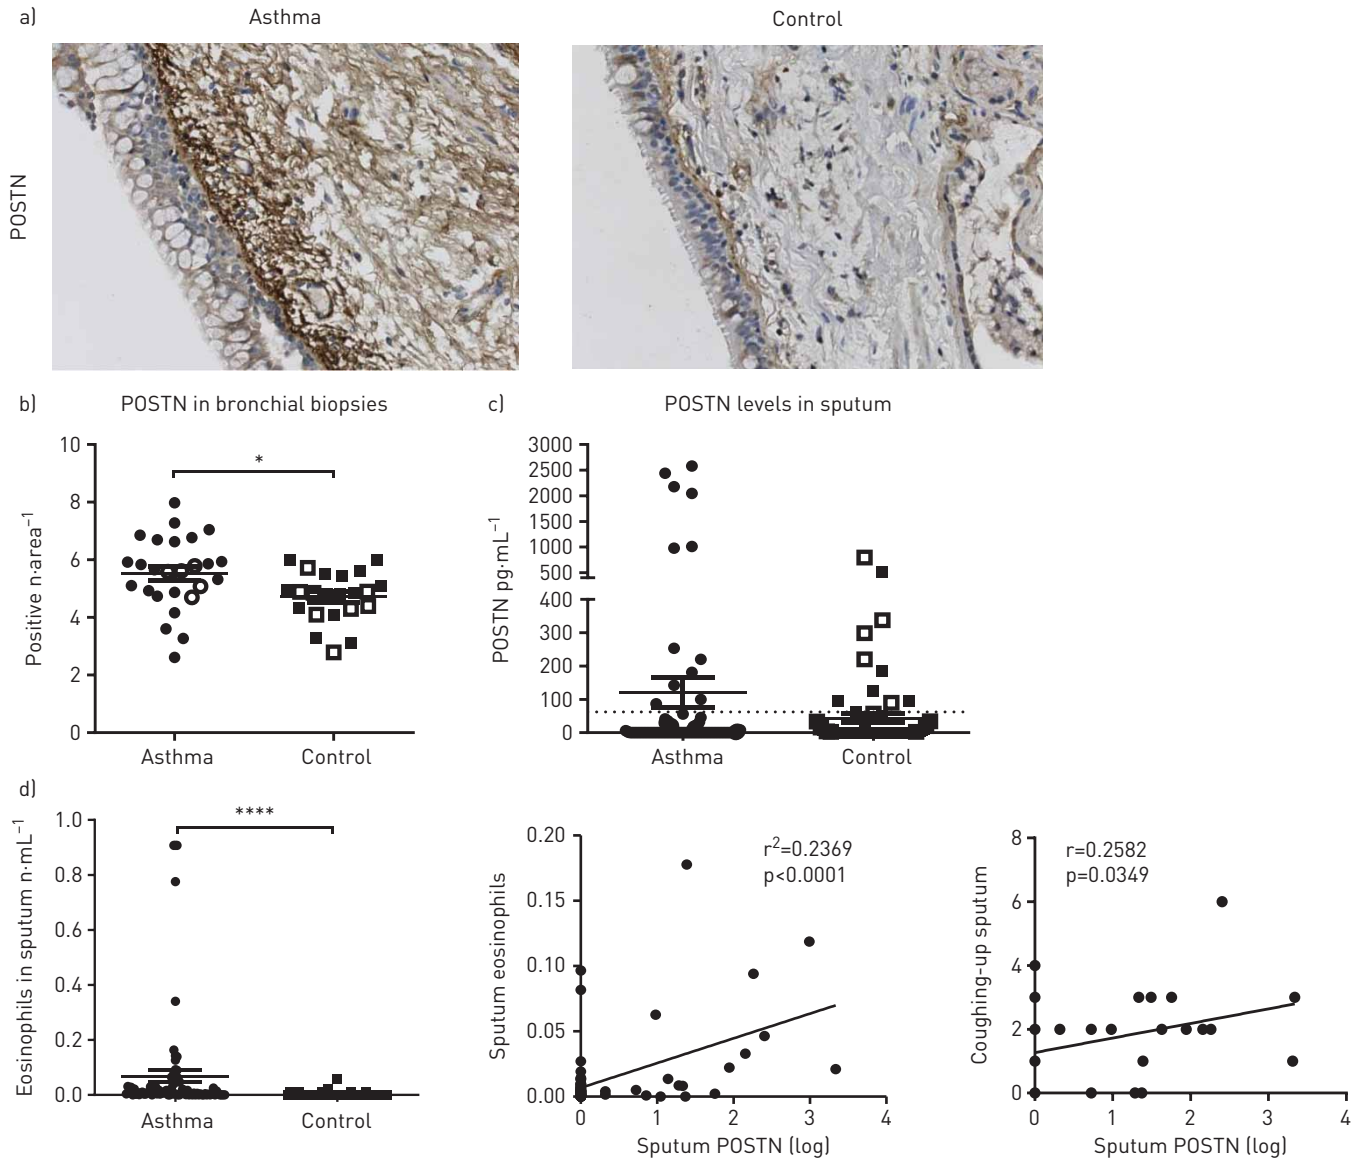 a)
Asthma
Control
POSTN
b)
POSTN in bronchial biopsies
Positive n·area⁻¹
10
8
6
4
2
0
*
Asthma
Control
c)
POSTN levels in sputum
POSTN pg·mL⁻¹
3000
2500
2000
1500
1000
500
400
300
200
100
0
Asthma
Control
d)
Eosinophils in sputum n·mL⁻¹
1.0
0.8
0.6
0.4
0.2
0.0
****
Asthma
Control
Sputum eosinophils
0.20
0.15
0.10
0.05
0.00
r²=0.2369
p<0.0001
0 1 2 3 4
Sputum POSTN (log)
Coughing-up sputum
8
6
4
2
0
r=0.2582
p=0.0349
0 1 2 3 4
Sputum POSTN (log)